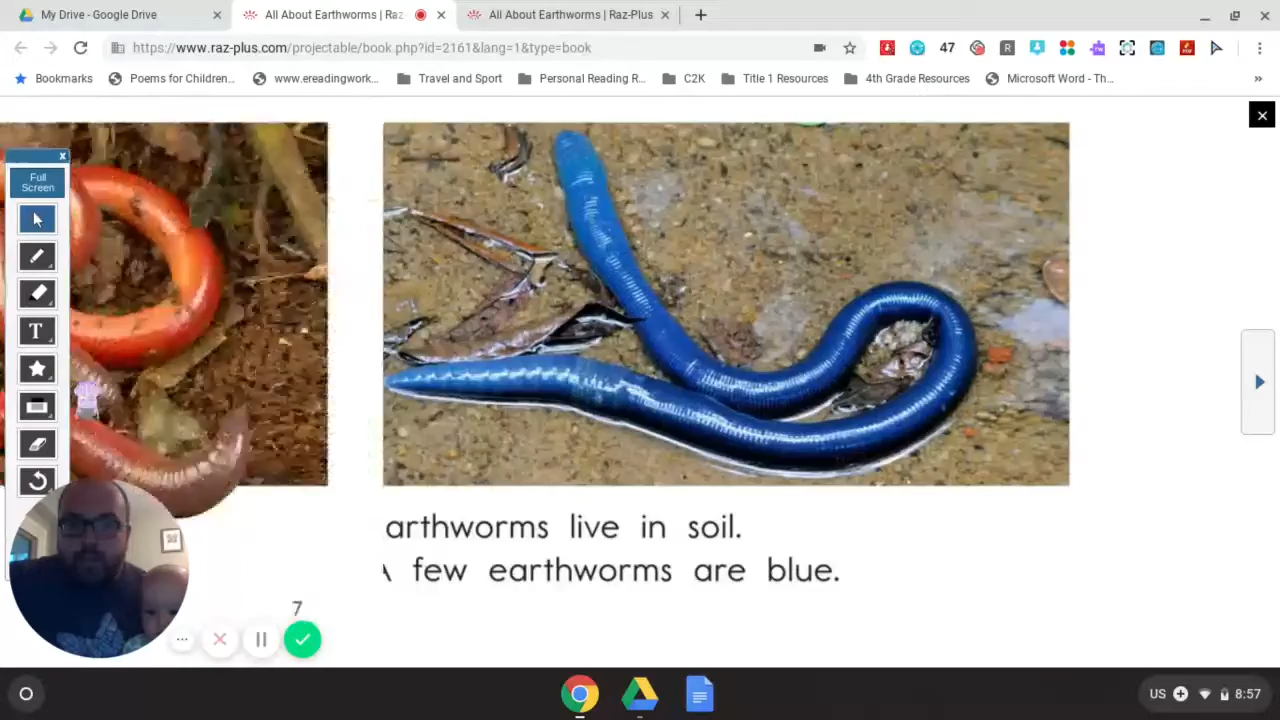 My Drive - Google Drive
All About Earthworms | Raz
All About Earthworms | Raz-Plus
https://www.raz-plus.com/projectable/book.php?id=2161&lang=1&type=book
47
R
Bookmarks
Poems for Children...
www.ereadingwork...
Travel and Sport
Personal Reading R...
C2K
Title 1 Resources
4th Grade Resources
Microsoft Word - Th...
Full
Screen
T
arthworms live in soil.
few earthworms are blue.
7
US
8:57